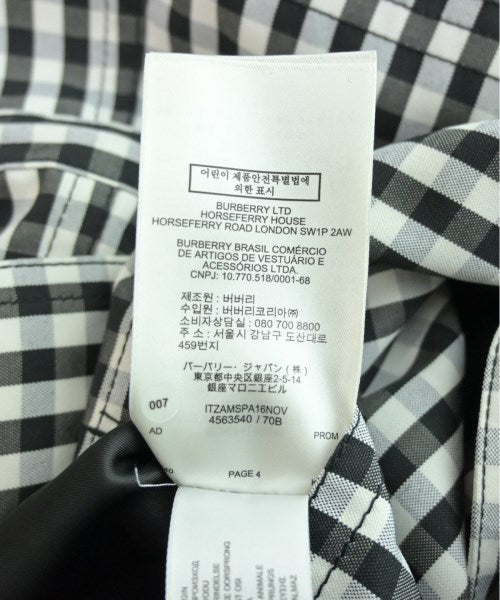 어린이 제품안전특별법에
의한 표시
BURBERRY LTD
HORSEFERRY HOUSE
HORSEFERRY ROAD LONDON SW1P 2AW
BURBERRY BRASIL COMÉRCIO
DE ARTIGOS DE VESTUÁRIO E
ACESSÓRIOS LTDA.
CNPJ: 10.770.518/0001-68
제조원 : 버버리
수입원 : 버버리코리아㈜
소비자상담실 : 080 700 8800
주 소 : 서울시 강남구 도산대로
459번지
バーバリー・ジャパン (株)
東京都中央区銀座2-5-14
銀座マロニエビル
007
ITZAMSPA16NOV
4563540 / 70B
AD
PROM
PAGE 4